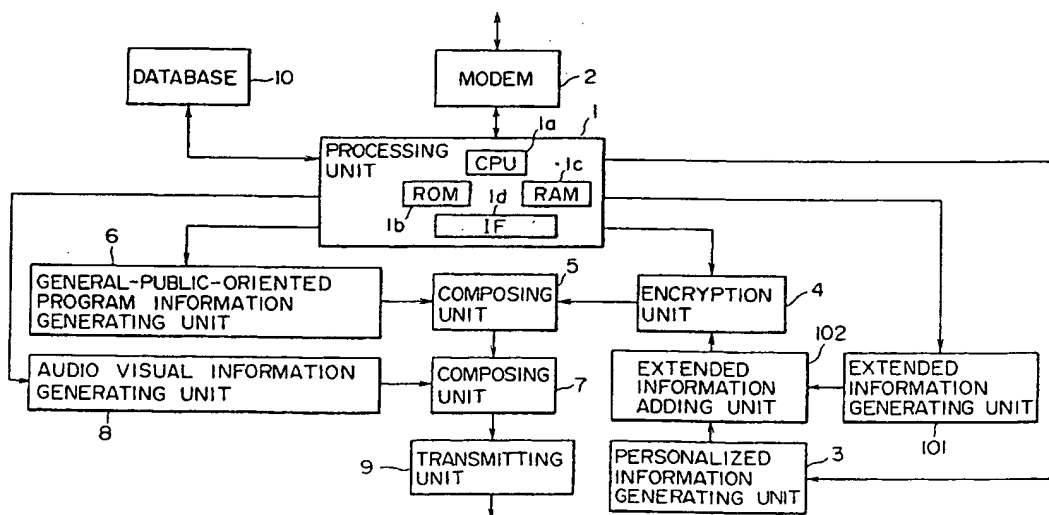 DATABASE
10
MODEM
2
1
PROCESSING
UNIT
1a
CPU
1c
ROM
RAM
1b
1d
IF
6
GENERAL-PUBLIC-ORIENTED
PROGRAM INFORMATION
GENERATING UNIT
5
COMPOSING
UNIT
ENCRYPTION
UNIT
4
102
AUDIO VISUAL INFORMATION
GENERATING UNIT
8
COMPOSING
UNIT
7
EXTENDED
INFORMATION
ADDING UNIT
EXTENDED
INFORMATION
GENERATING UNIT
101
9
TRANSMITTING
UNIT
PERSONALIZED
INFORMATION
GENERATING UNIT
3